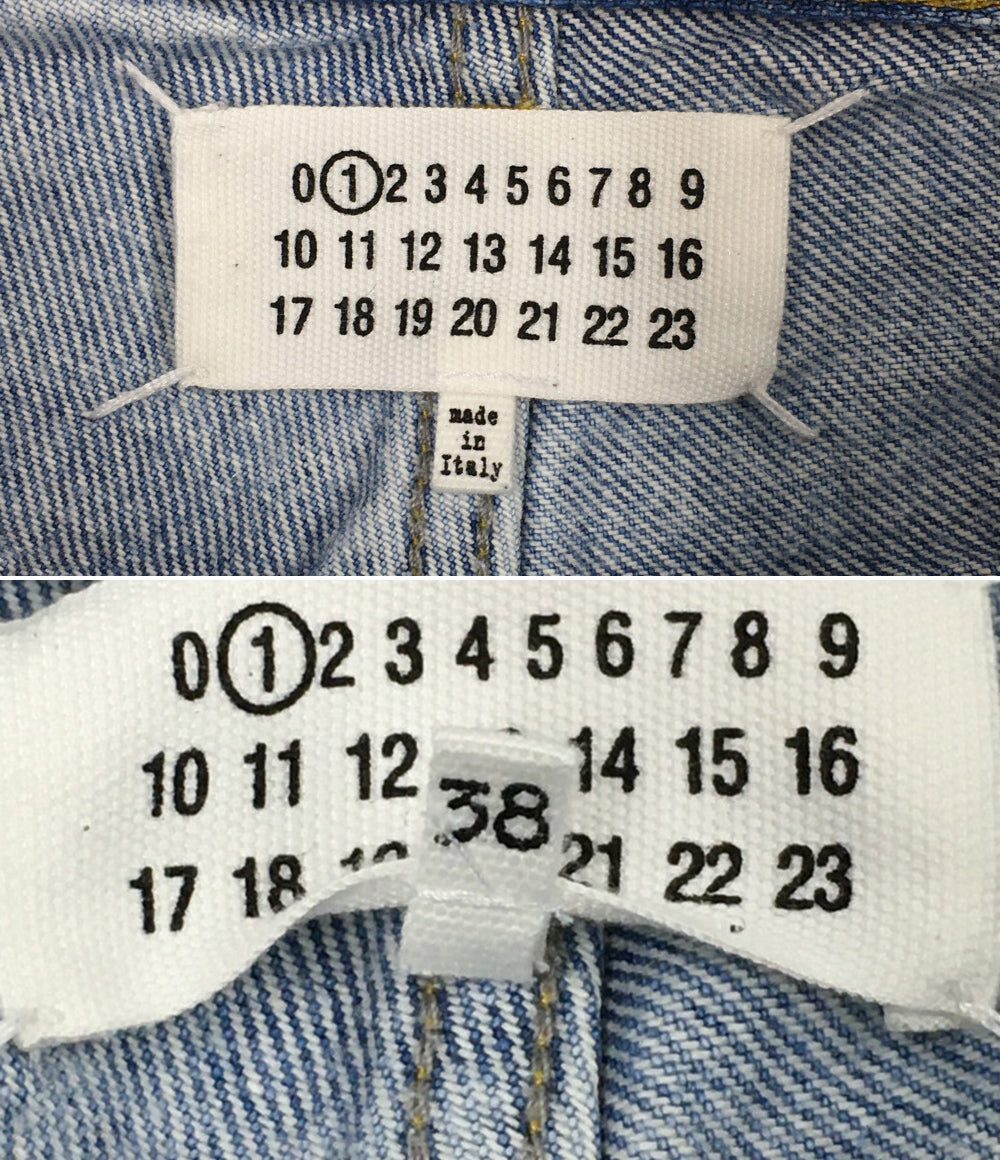 0 1 2 3 4 5 6 7 8 9
10 11 12 13 14 15 16
17 18 19 20 21 22 23
made
in
Italy
0 1 2 3 4 5 6 7 8 9
10 11 12 14 15 16
38
17 18 21 22 23